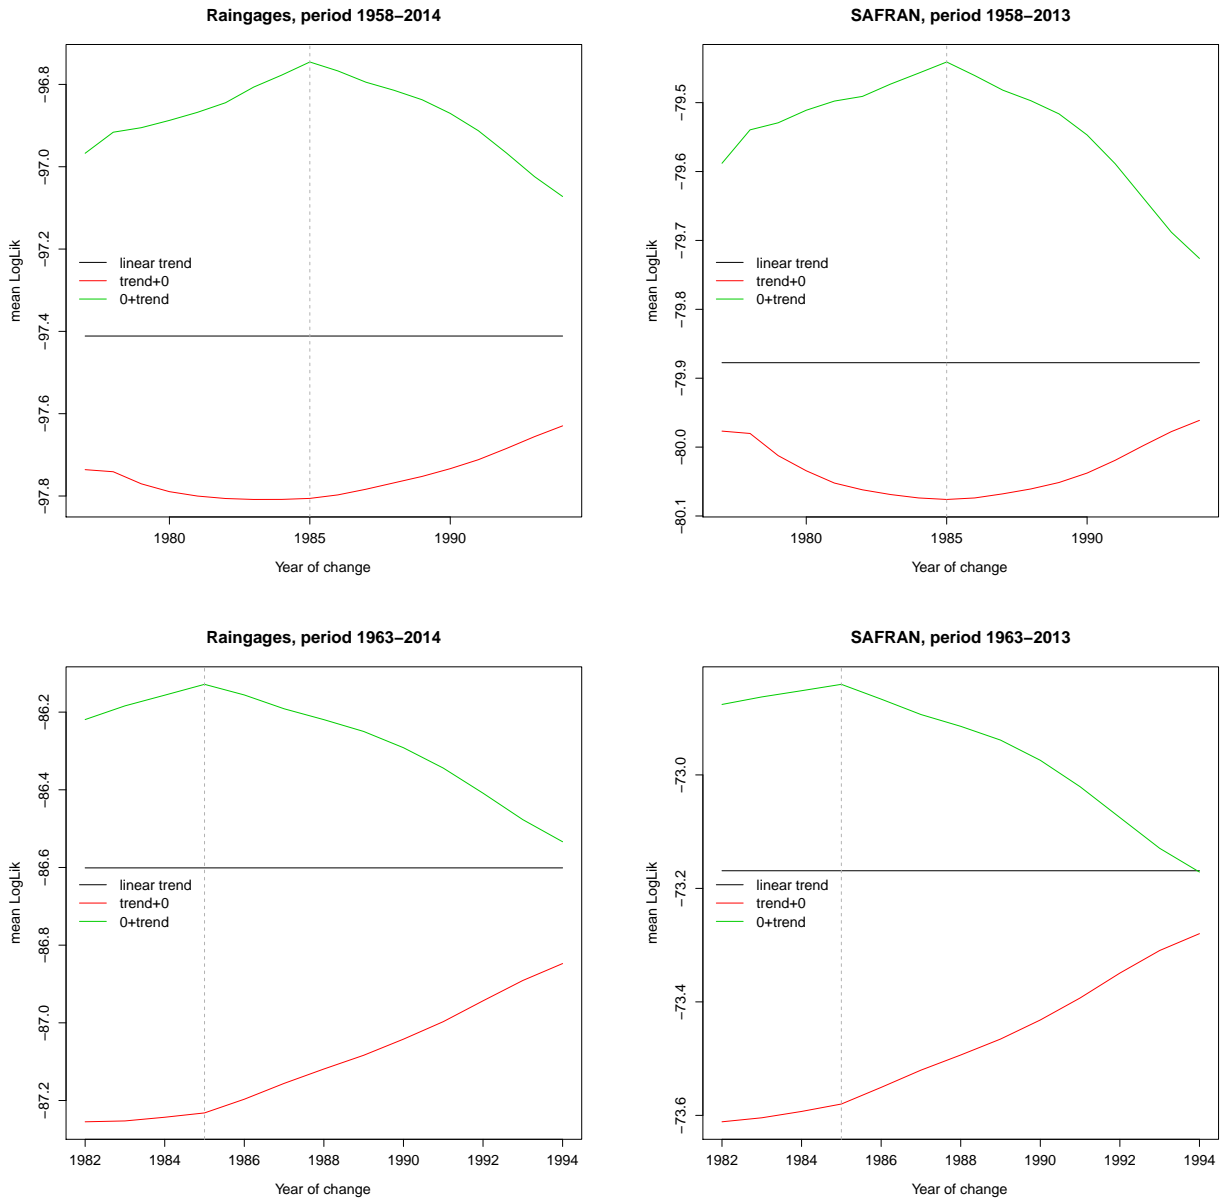 Raingages, period 1958−2014
mean LogLik
−96.8
−97.0
−97.2
−97.4
−97.6
−97.8
linear trend
trend+0
0+trend
1980 1985 1990
Year of change
SAFRAN, period 1958−2013
mean LogLik
−79.5
−79.6
−79.7
−79.8
−79.9
−80.0
−80.1
linear trend
trend+0
0+trend
1980 1985 1990
Year of change
Raingages, period 1963−2014
mean LogLik
−86.2
−86.4
−86.6
−86.8
−87.0
−87.2
linear trend
trend+0
0+trend
1982 1984 1986 1988 1990 1992 1994
Year of change
SAFRAN, period 1963−2013
mean LogLik
−73.0
−73.2
−73.4
−73.6
linear trend
trend+0
0+trend
1982 1984 1986 1988 1990 1992 1994
Year of change